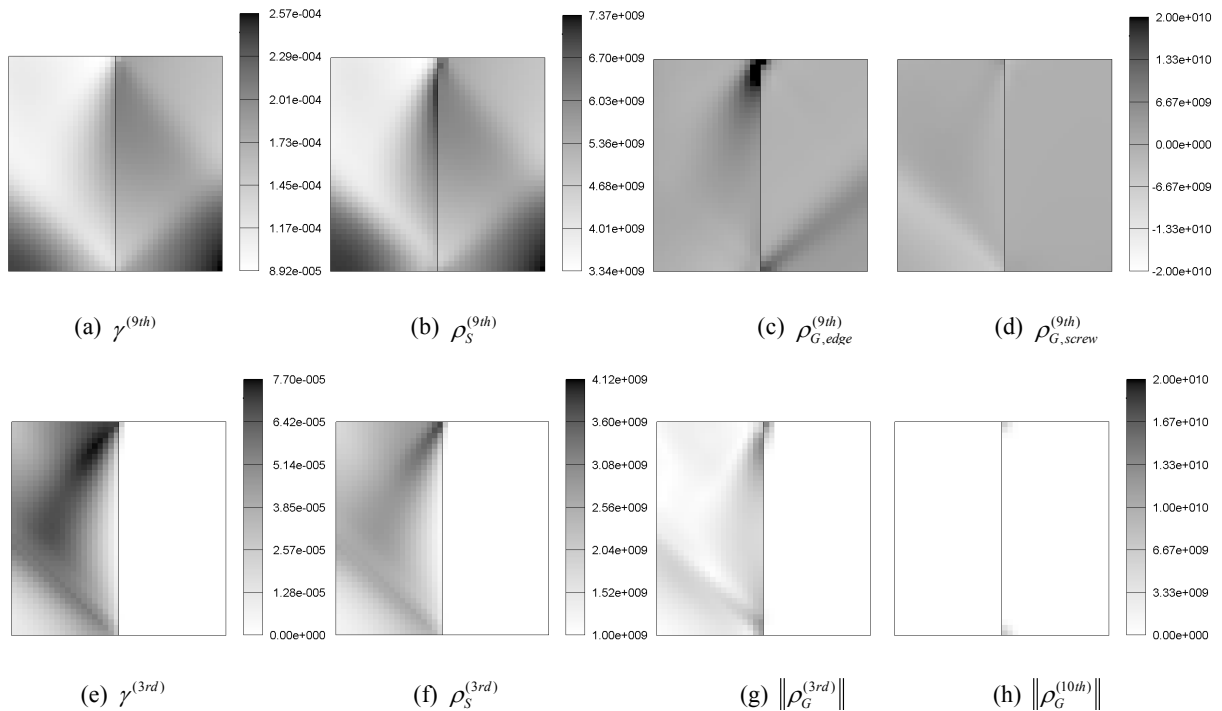 2.57e-004
2.29e-004
2.01e-004
1.73e-004
1.45e-004
1.17e-004
8.92e-005
7.37e+009
6.70e+009
6.03e+009
5.36e+009
4.68e+009
4.01e+009
3.34e+009
2.00e+010
1.33e+010
6.67e+009
0.00e+000
-6.67e+009
-1.33e+010
-2.00e+010
(a) γ^(9th)
(b) ρ_S^(9th)
(c) ρ_G,edge^(9th)
(d) ρ_G,screw^(9th)
7.70e-005
6.42e-005
5.14e-005
3.85e-005
2.57e-005
1.28e-005
0.00e+000
4.12e+009
3.60e+009
3.08e+009
2.56e+009
2.04e+009
1.52e+009
1.00e+009
2.00e+010
1.67e+010
1.33e+010
1.00e+010
6.67e+009
3.33e+009
0.00e+000
(e) γ^(3rd)
(f) ρ_S^(3rd)
(g) ‖ρ_G^(3rd)‖
(h) ‖ρ_G^(10th)‖